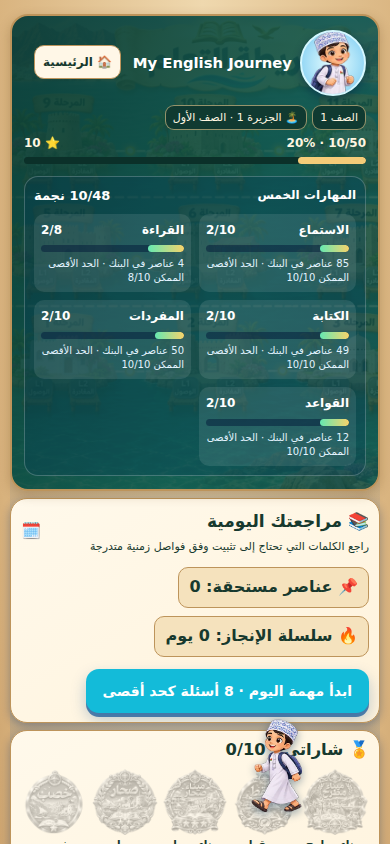 My English Journey
🏠 الرئيسية
الصف 1
🏝️ الجزيرة 1 · الصف الأول
10/50 · 20%
⭐ 10
المهارات الخمس
10/48 نجمة
الاستماع 2/10
85 عناصر في البنك · الحد الأقصى
الممكن 10/10
القراءة 2/8
4 عناصر في البنك · الحد الأقصى
الممكن 8/10
الكتابة 2/10
49 عناصر في البنك · الحد الأقصى
الممكن 10/10
المفردات 2/10
50 عناصر في البنك · الحد الأقصى
الممكن 10/10
القواعد 2/10
12 عناصر في البنك · الحد الأقصى
الممكن 10/10
📚 مراجعتك اليومية
راجع الكلمات التي تحتاج إلى تثبيت وفق فواصل زمنية متدرجة
📌 عناصر مستحقة: 0
🔥 سلسلة الإنجاز: 0 يوم
ابدأ مهمة اليوم · 8 أسئلة كحد أقصى
🏅 شاراتي 0/10